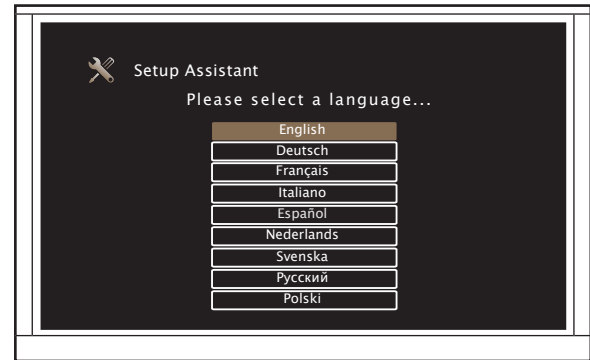 Setup Assistant
Please select a language...
English
Deutsch
Français
Italiano
Español
Nederlands
Svenska
Русский
Polski